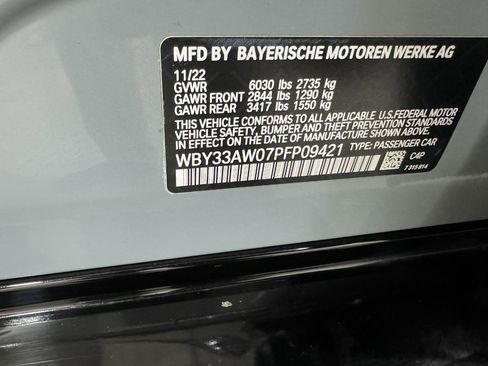 MFD BY BAYERISCHE MOTOREN WERKE AG
11/22
GVWR 6030 lbs 2735 kg
GAWR FRONT 2844 lbs 1290 kg
GAWR REAR 3417 lbs 1550 kg
THIS VEHICLE CONFORMS TO ALL APPLICABLE U.S. FEDERAL MOTOR
VEHICLE SAFETY, BUMPER, AND THEFT PREVENTION STANDARDS
IN EFFECT ON THE DATE OF MANUFACTURE SHOWN ABOVE.
WBY33AW07PFP09421 TYPE: PASSENGER CAR
C4P
7 315 814